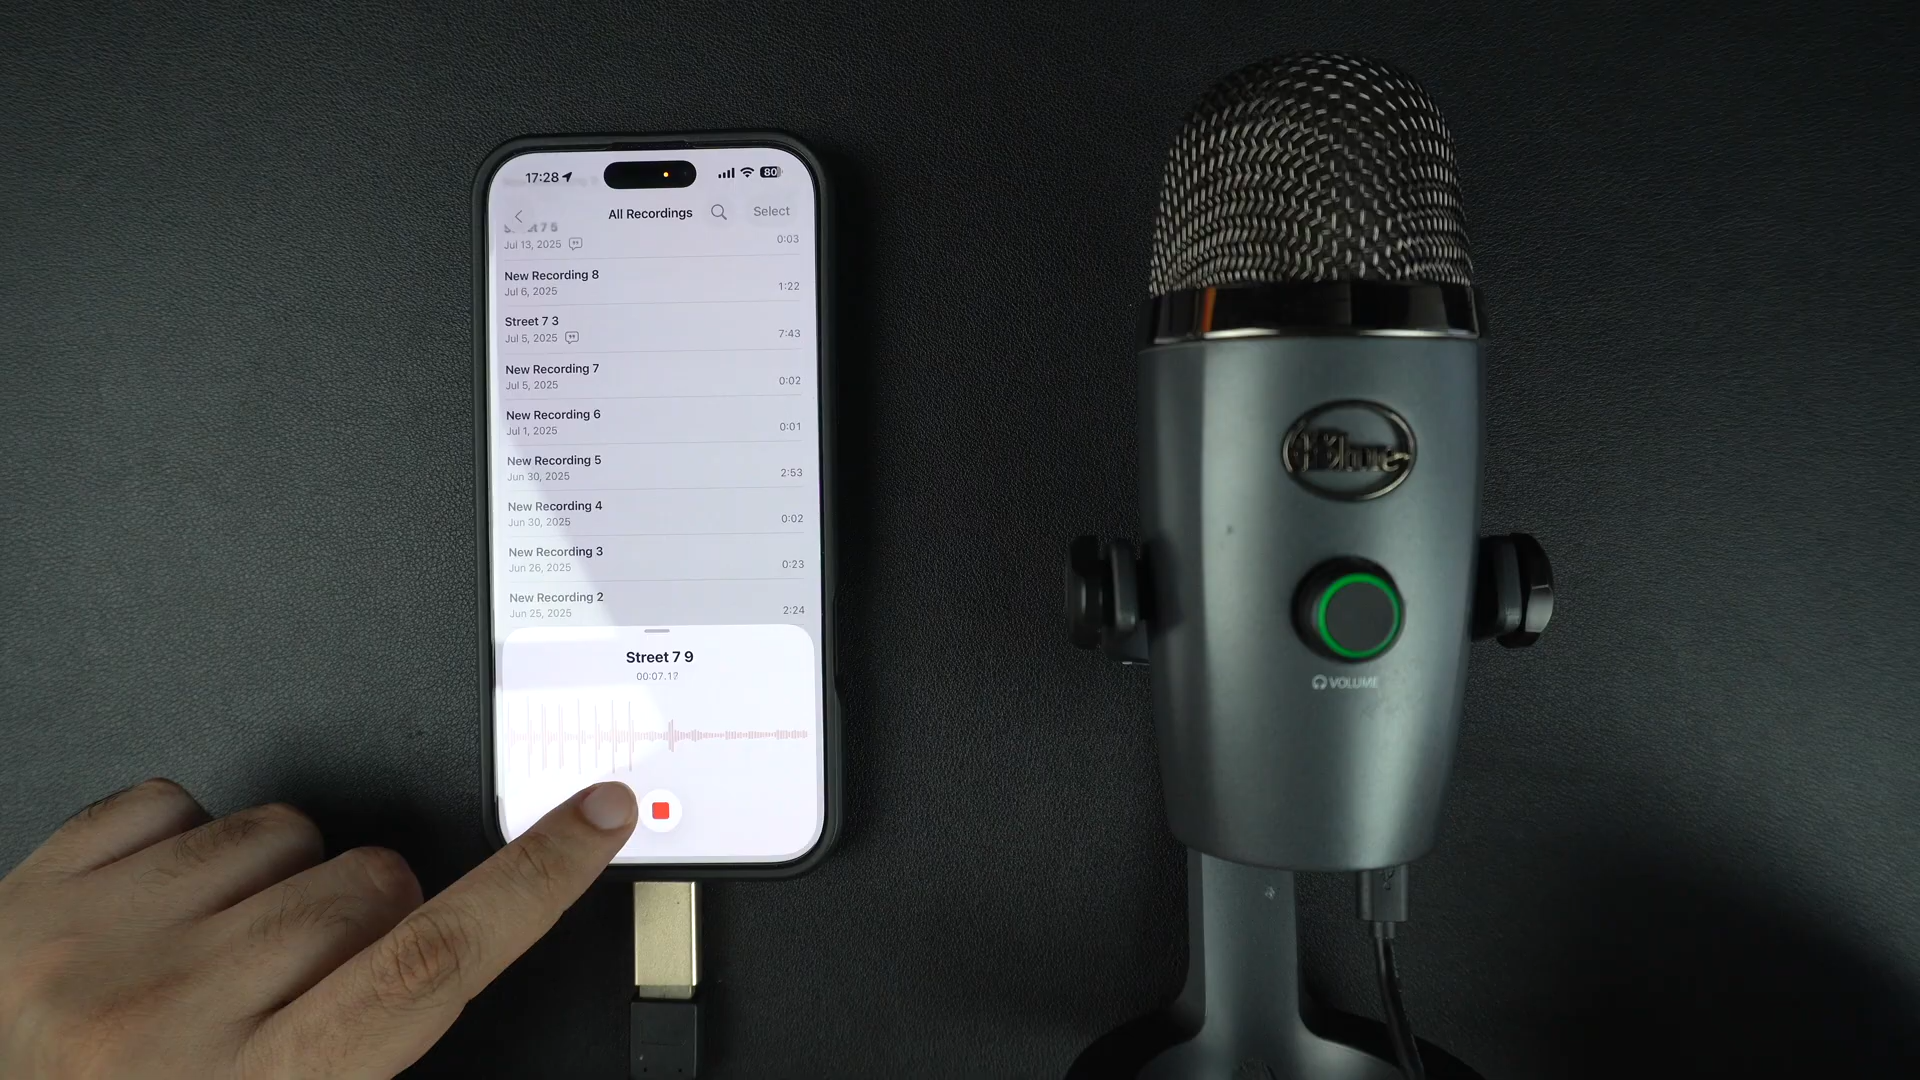 17:28
80
All Recordings
Select
Jul 13, 2025
0:03
New Recording 8
Jul 6, 2025
1:22
Street 7 3
Jul 5, 2025
7:43
New Recording 7
Jul 5, 2025
0:02
New Recording 6
Jul 1, 2025
0:01
New Recording 5
Jun 30, 2025
2:53
New Recording 4
Jun 30, 2025
0:02
New Recording 3
Jun 26, 2025
0:23
New Recording 2
Jun 25, 2025
2:24
Street 7 9
00:07.17
Blue
VOLUME